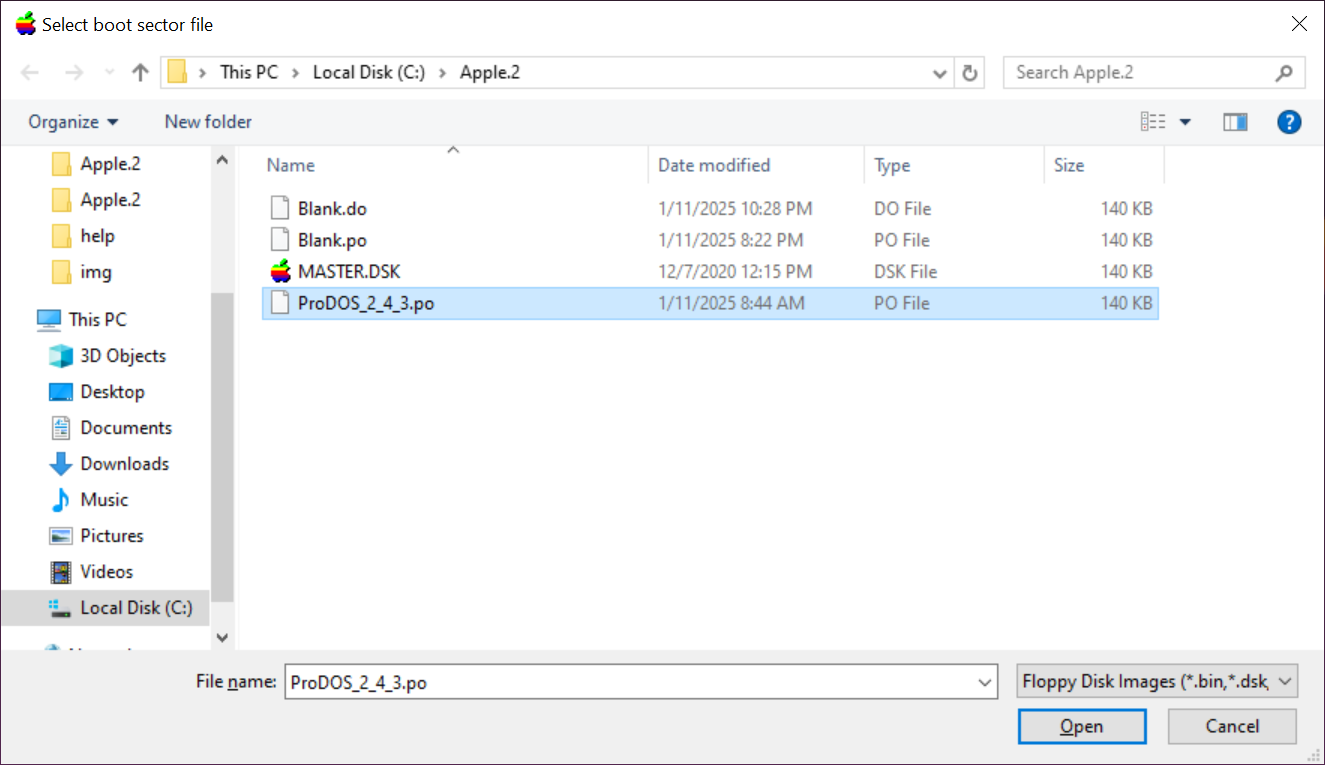 Select boot sector file
This PC Local Disk (C:) Apple.2
Search Apple.2
Organize New folder
Name Date modified Type Size
Apple.2
Apple.2
help
img
This PC
3D Objects
Desktop
Documents
Downloads
Music
Pictures
Videos
Local Disk (C:)
Blank.do 1/11/2025 10:28 PM DO File 140 KB
Blank.po 1/11/2025 8:22 PM PO File 140 KB
MASTER.DSK 12/7/2020 12:15 PM DSK File 140 KB
ProDOS_2_4_3.po 1/11/2025 8:44 AM PO File 140 KB
File name: ProDOS_2_4_3.po
Floppy Disk Images (*.bin,*.dsk,
Open Cancel